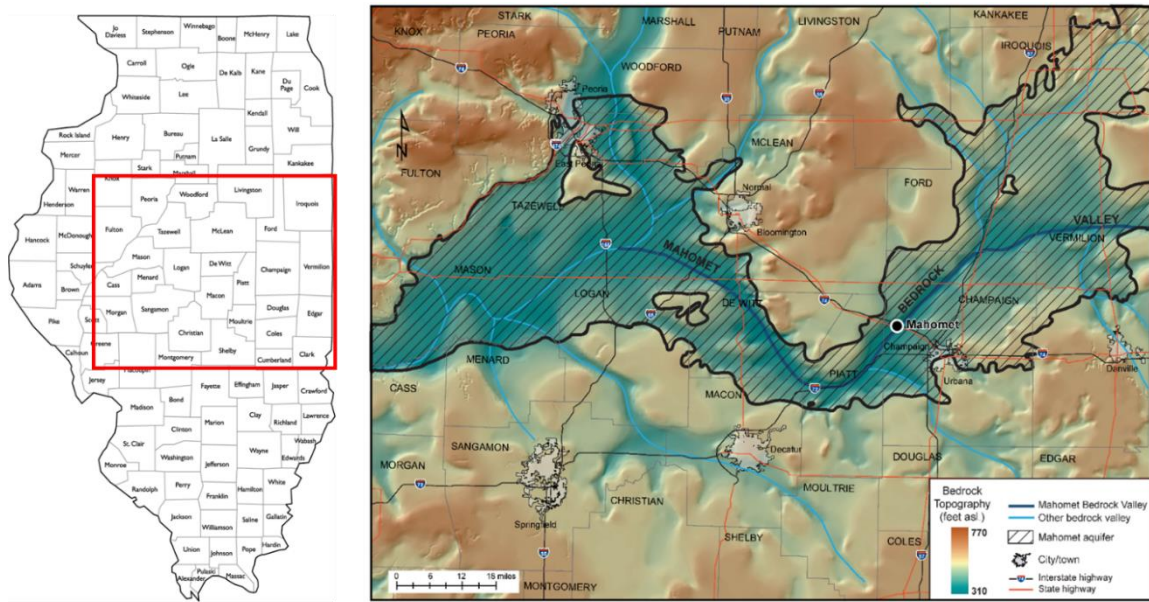 Jo
Daviess
Stephenson
Winnebago
Boone
McHenry
Lake
Carroll
Ogle
De Kalb
Kane
Du
Page
Cook
Whiteside
Lee
Kendall
Will
Rock Island
Henry
Bureau
La Salle
Grundy
Mercer
Putnam
Kankakee
Stark
Marshall
Knox
Warren
Henderson
Peoria
Woodford
Livingston
Iroquois
Fulton
Tazewell
McLean
Ford
Hancock
McDonough
Mason
Schuyler
Logan
De Witt
Champaign
Vermilion
Adams
Brown
Cass
Menard
Piatt
Macon
Morgan
Sangamon
Douglas
Edgar
Pike
Scott
Christian
Moultrie
Coles
Greene
Shelby
Clark
Calhoun
Montgomery
Cumberland
Jersey
Macoupin
Fayette
Effingham
Jasper
Crawford
Madison
Bond
Clay
Richland
Lawrence
Clinton
Marion
St. Clair
Wayne
Wabash
Edwards
Monroe
Washington
Jefferson
Randolph
Perry
Hamilton
White
Franklin
Jackson
Williamson
Saline
Gallatin
Union
Johnson
Pope
Hardin
Pulaski
Alexander
Massac
STARK
MARSHALL
LIVINGSTON
KANKAKEE
KNOX
PEORIA
PUTNAM
IROQUOIS
WOODFORD
Peoria
N
East Peoria
MCLEAN
FULTON
FORD
TAZEWELL
Normal
Bloomington
VALLEY
VERMILION
MAHOMET
MASON
LOGAN
DE WITT
BEDROCK
CHAMPAIGN
Mahomet
Champaign
MENARD
PIATT
Urbana
Danville
CASS
MACON
SANGAMON
Decatur
DOUGLAS
EDGAR
MORGAN
MOULTRIE
CHRISTIAN
Springfield
SHELBY
COLES
0 6 12 18 miles
MONTGOMERY
Bedrock
Topography
(feet asl.)
770
310
Mahomet Bedrock Valley
Other bedrock valley
Mahomet aquifer
City/town
Interstate highway
State highway